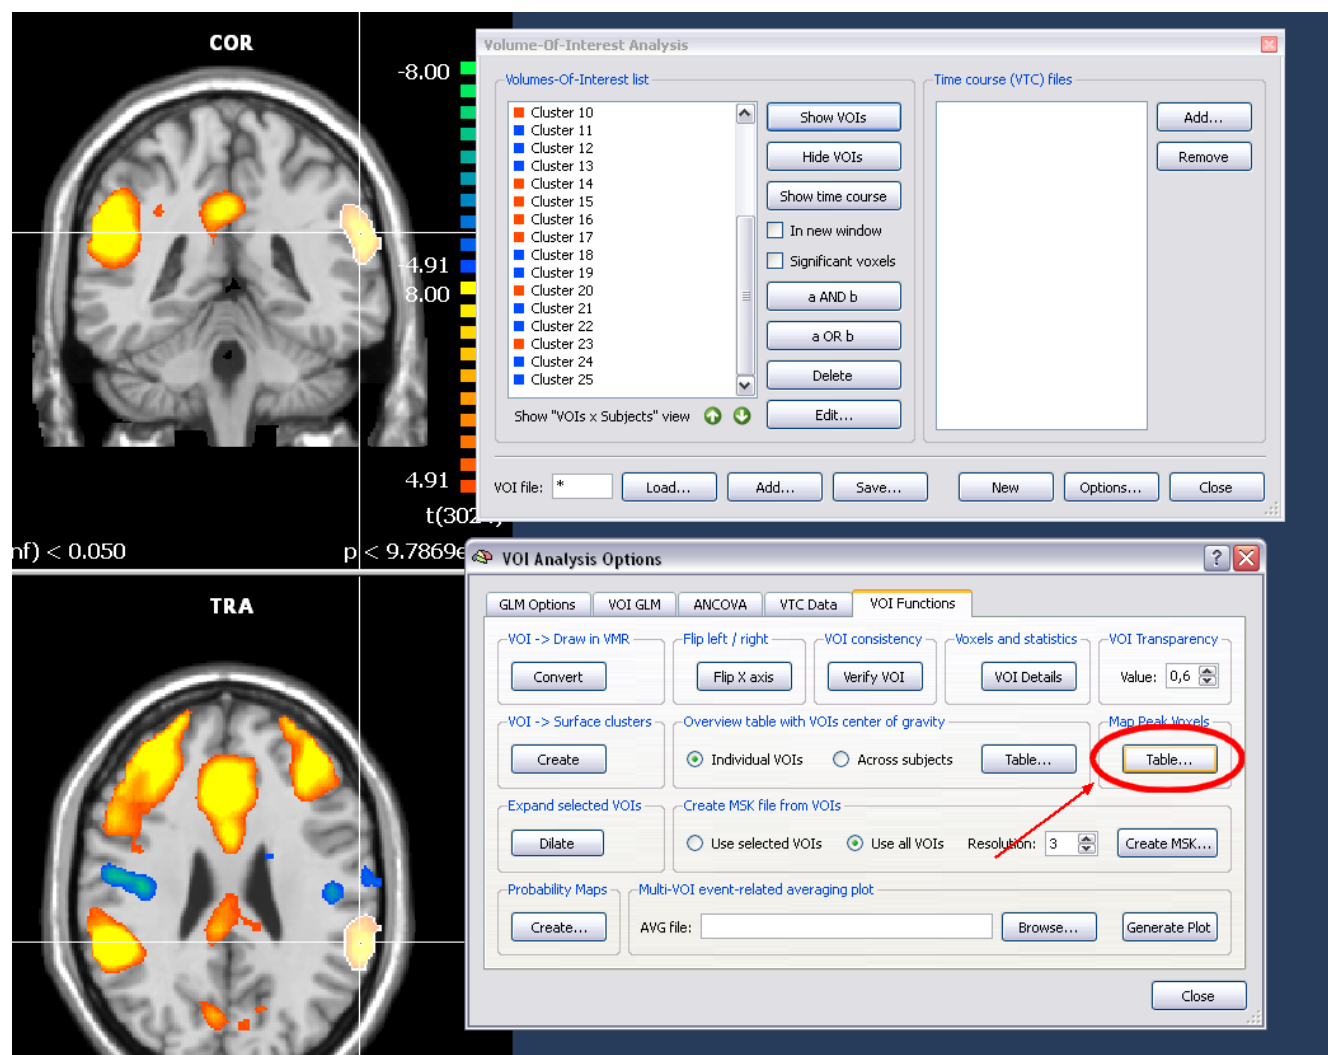 COR
-8.00
-4.91
8.00
4.91
t(3024)
nf) < 0.050
p < 9.7869e
TRA
Volume-Of-Interest Analysis
Volumes-Of-Interest list
Cluster 10
Cluster 11
Cluster 12
Cluster 13
Cluster 14
Cluster 15
Cluster 16
Cluster 17
Cluster 18
Cluster 19
Cluster 20
Cluster 21
Cluster 22
Cluster 23
Cluster 24
Cluster 25
Show "VOIs x Subjects" view
Show VOIs
Hide VOIs
Show time course
In new window
Significant voxels
a AND b
a OR b
Delete
Edit...
Time course (VTC) files
Add...
Remove
VOI file: * Load... Add... Save... New Options... Close
VOI Analysis Options
GLM Options VOI GLM ANCOVA VTC Data VOI Functions
VOI -> Draw in VMR Flip left / right VOI consistency Voxels and statistics VOI Transparency
Convert Flip X axis Verify VOI VOI Details Value: 0,6
VOI -> Surface clusters Overview table with VOIs center of gravity Map Peak Voxels
Create Individual VOIs Across subjects Table... Table...
Expand selected VOIs Create MSK file from VOIs
Dilate Use selected VOIs Use all VOIs Resolution: 3 Create MSK...
Probability Maps Multi-VOI event-related averaging plot
Create... AVG file: Browse... Generate Plot
Close